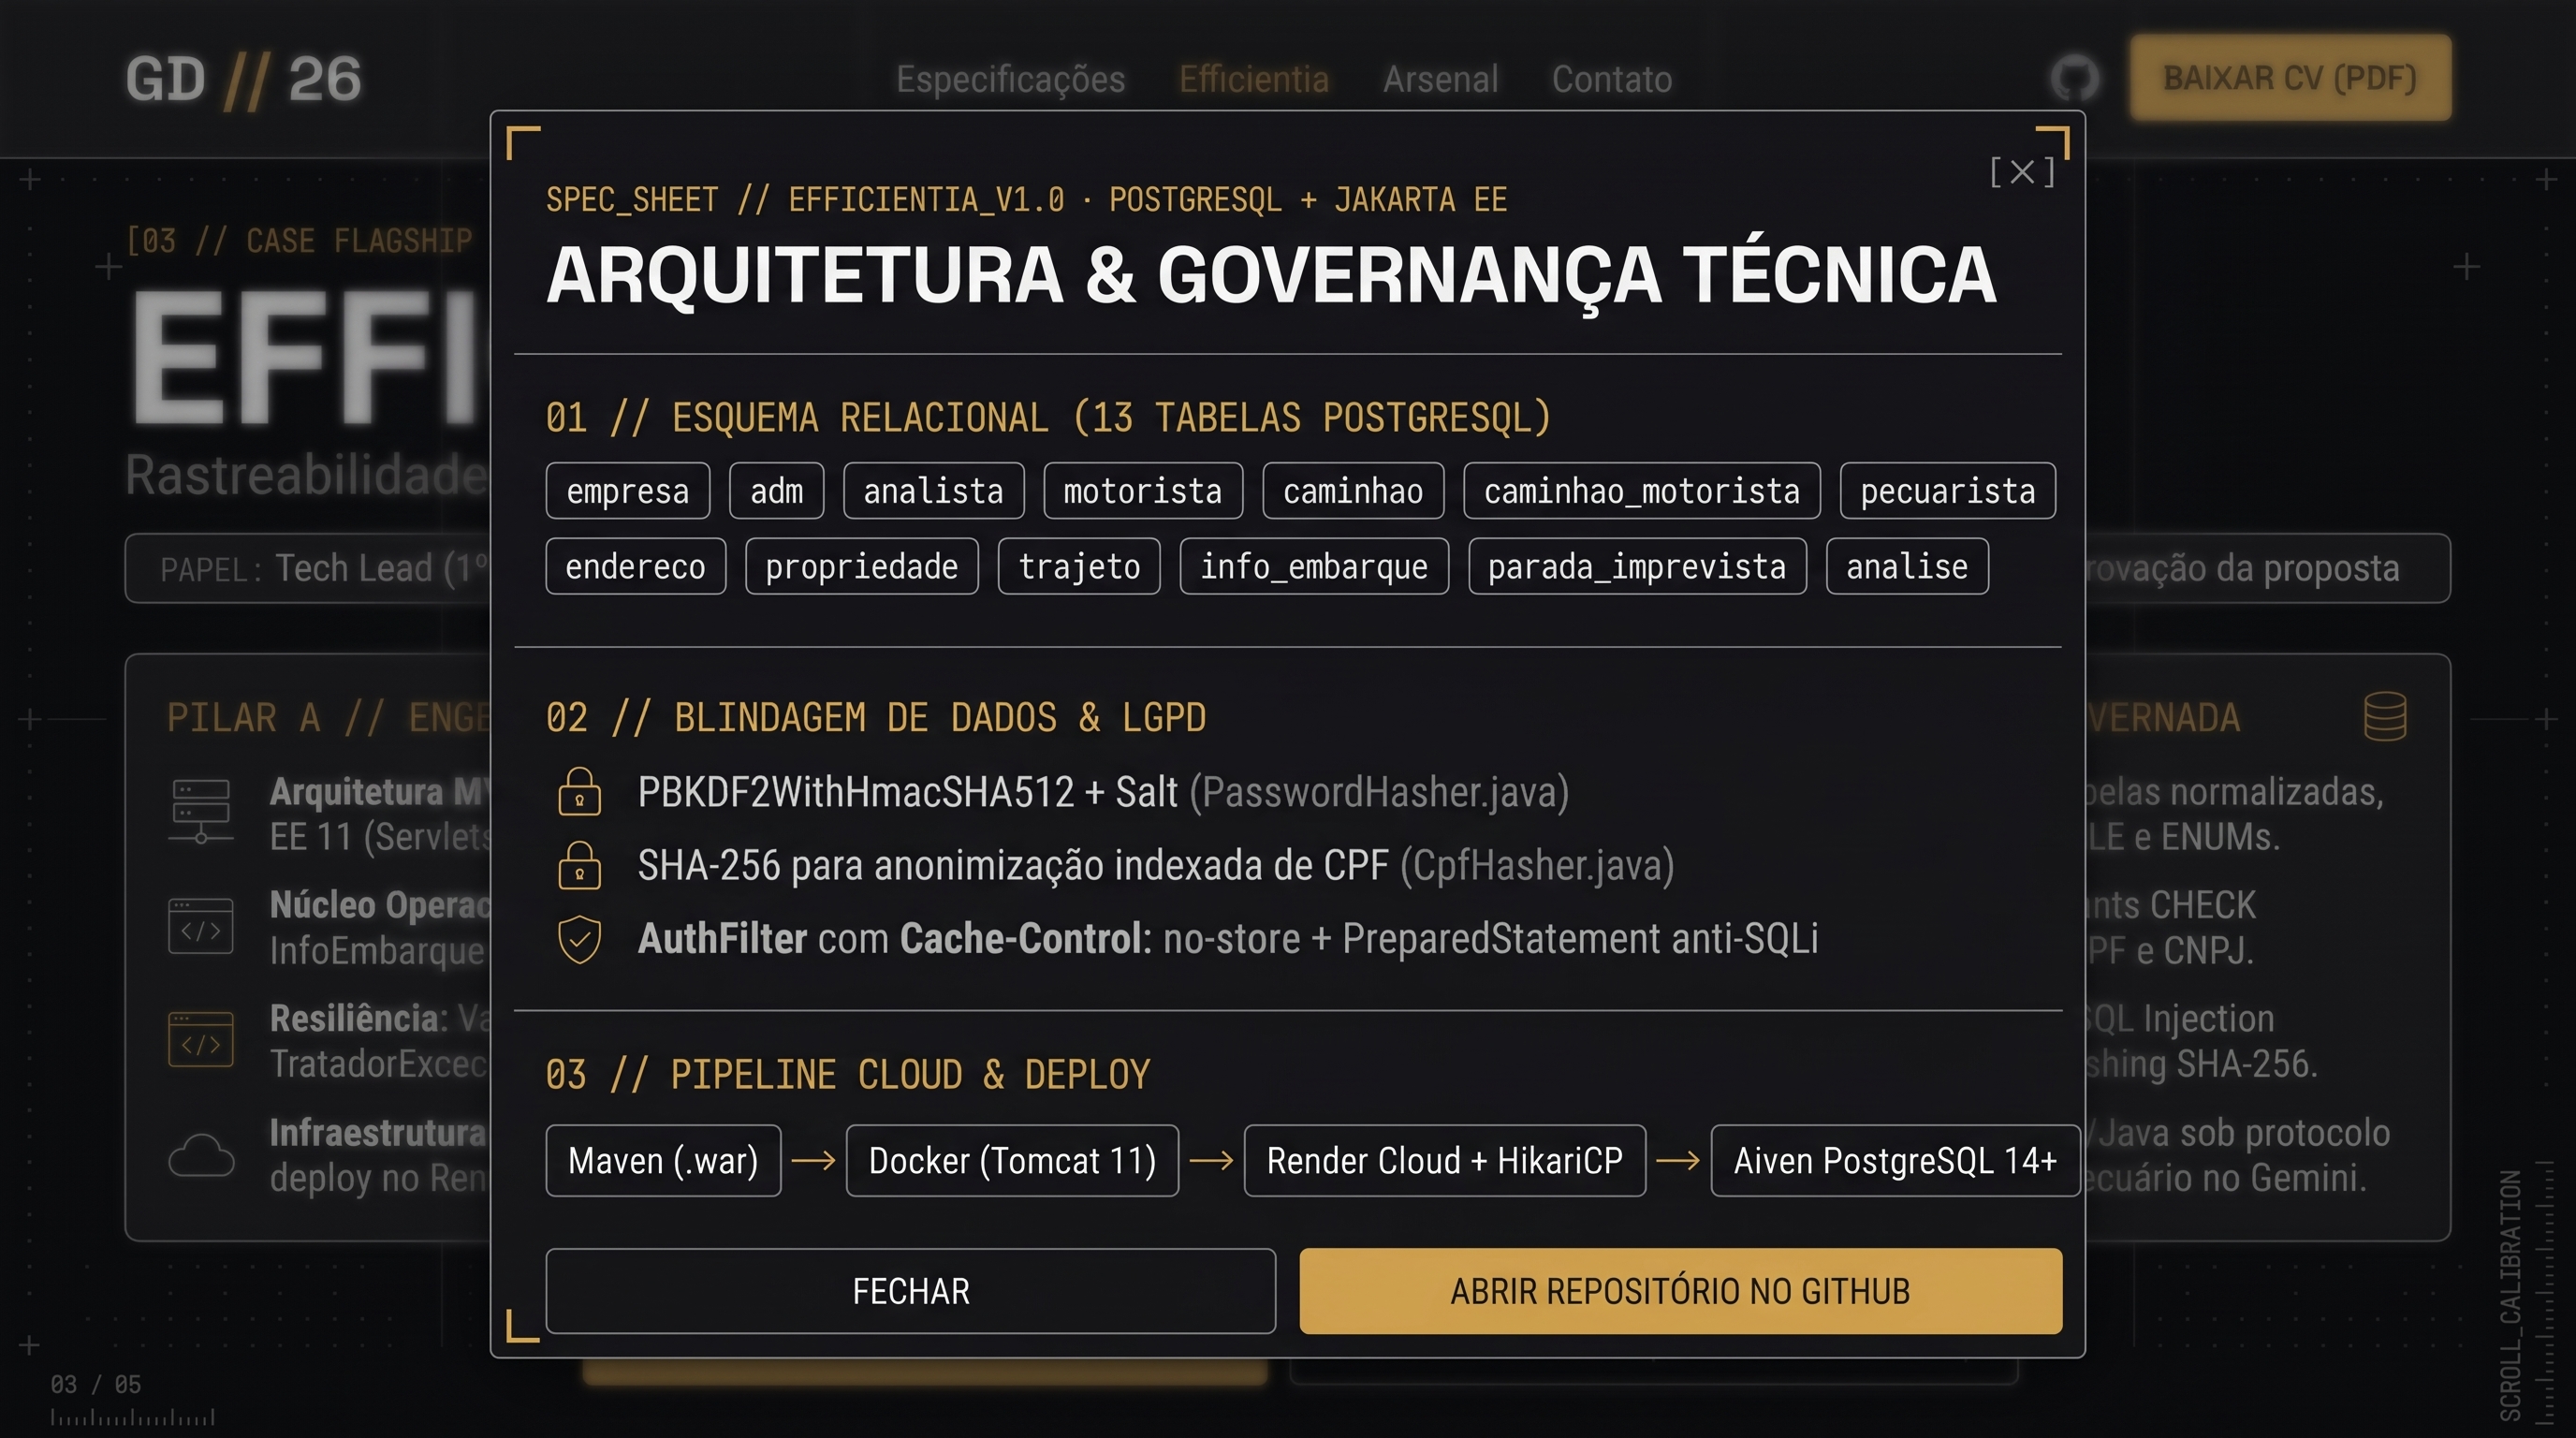 GD // 26
Especificações
Efficientia
Arsenal
Contato
BAIXAR CV (PDF)
[×]
SPEC_SHEET // EFFICIENTIA_V1.0 · POSTGRESQL + JAKARTA EE
ARQUITETURA & GOVERNANÇA TÉCNICA
01 // ESQUEMA RELACIONAL (13 TABELAS POSTGRESQL)
empresa
adm
analista
motorista
caminhao
caminhao_motorista
pecuarista
endereco
propriedade
trajeto
info_embarque
parada_imprevista
analise
02 // BLINDAGEM DE DADOS & LGPD
PBKDF2WithHmacSHA512 + Salt (PasswordHasher.java)
SHA-256 para anonimização indexada de CPF (CpfHasher.java)
AuthFilter com Cache-Control: no-store + PreparedStatement anti-SQLi
03 // PIPELINE CLOUD & DEPLOY
Maven (.war) → Docker (Tomcat 11) → Render Cloud + HikariCP → Aiven PostgreSQL 14+
FECHAR
ABRIR REPOSITÓRIO NO GITHUB
[03 // CASE FLAGSHIP
EFFI
Rastreabilidade
PAPEL: Tech Lead (1º
rovação da proposta
PILAR A // ENGE
Arquitetura M
EE 11 (Servlets
Núcleo Operac
InfoEmbarque
Resiliência: Va
TratadorExcec
Infraestrutura
deploy no Ren
VERNADA
belas normalizadas,
LE e ENUMs.
nts CHECK
PF e CNPJ.
SQL Injection
shing SHA-256.
/Java sob protocolo
ecuário no Gemini.
03 / 05
SCROLL_CALIBRATION